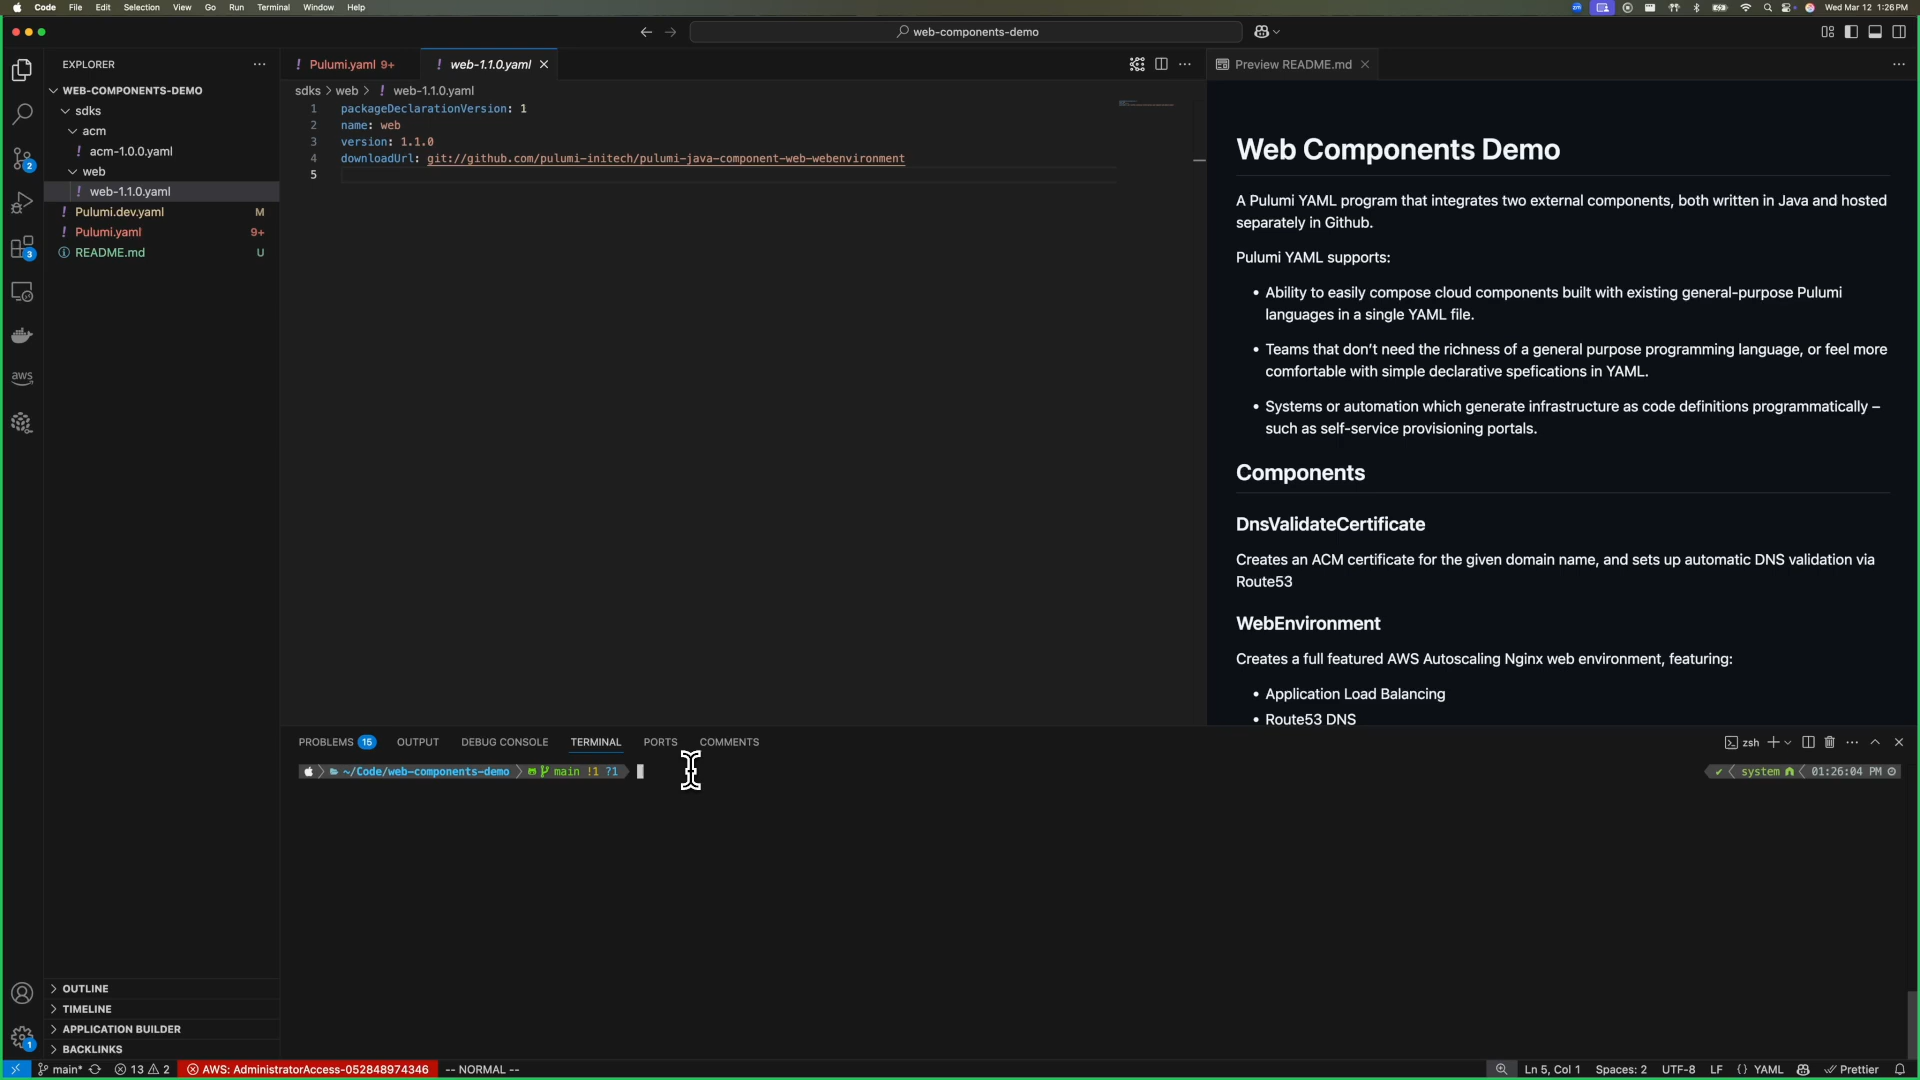 Code File Edit Selection View Go Run Terminal Window Help
Wed Mar 12 1:26 PM
web-components-demo
EXPLORER
WEB-COMPONENTS-DEMO
sdks
acm
! acm-1.0.0.yaml
web
! web-1.1.0.yaml
! Pulumi.dev.yaml M
! Pulumi.yaml 9+
README.md U
2
3
aws
OUTLINE
TIMELINE
APPLICATION BUILDER
BACKLINKS
1
! Pulumi.yaml 9+
! web-1.1.0.yaml
sdks > web > ! web-1.1.0.yaml
1 packageDeclarationVersion: 1
2 name: web
3 version: 1.1.0
4 downloadUrl: git://github.com/pulumi-initech/pulumi-java-component-web-webenvironment
5
Preview README.md
Web Components Demo
A Pulumi YAML program that integrates two external components, both written in Java and hosted
separately in Github.
Pulumi YAML supports:
• Ability to easily compose cloud components built with existing general-purpose Pulumi
languages in a single YAML file.
• Teams that don’t need the richness of a general purpose programming language, or feel more
comfortable with simple declarative spefications in YAML.
• Systems or automation which generate infrastructure as code definitions programmatically –
such as self-service provisioning portals.
Components
DnsValidateCertificate
Creates an ACM certificate for the given domain name, and sets up automatic DNS validation via
Route53
WebEnvironment
Creates a full featured AWS Autoscaling Nginx web environment, featuring:
• Application Load Balancing
• Route53 DNS
PROBLEMS 15 OUTPUT DEBUG CONSOLE TERMINAL PORTS COMMENTS
zsh
~/Code/web-components-demo main !1 ?1
system 01:26:04 PM
main* 13 2 AWS: AdministratorAccess-052848974346 -- NORMAL --
Ln 5, Col 1 Spaces: 2 UTF-8 LF {} YAML Prettier